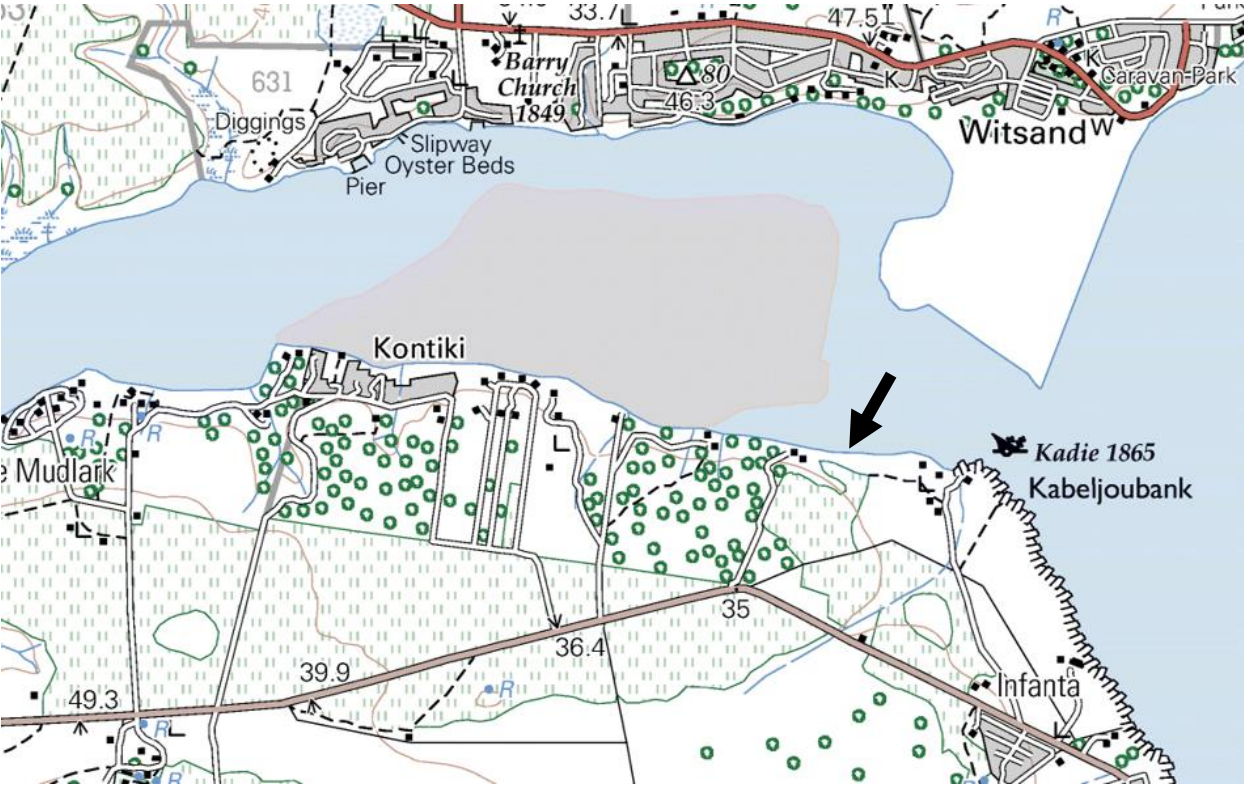 33.7
47.5
R
Barry
Church
1849
80
46.3
K
K
Caravan-Park
631
Diggings
Slipway
Oyster Beds
Pier
Witsand
W
Kontiki
R
R
e Mudlark
Kadie 1865
Kabeljoubank
35
36.4
39.9
R
49.3
R
R
R
Infanta